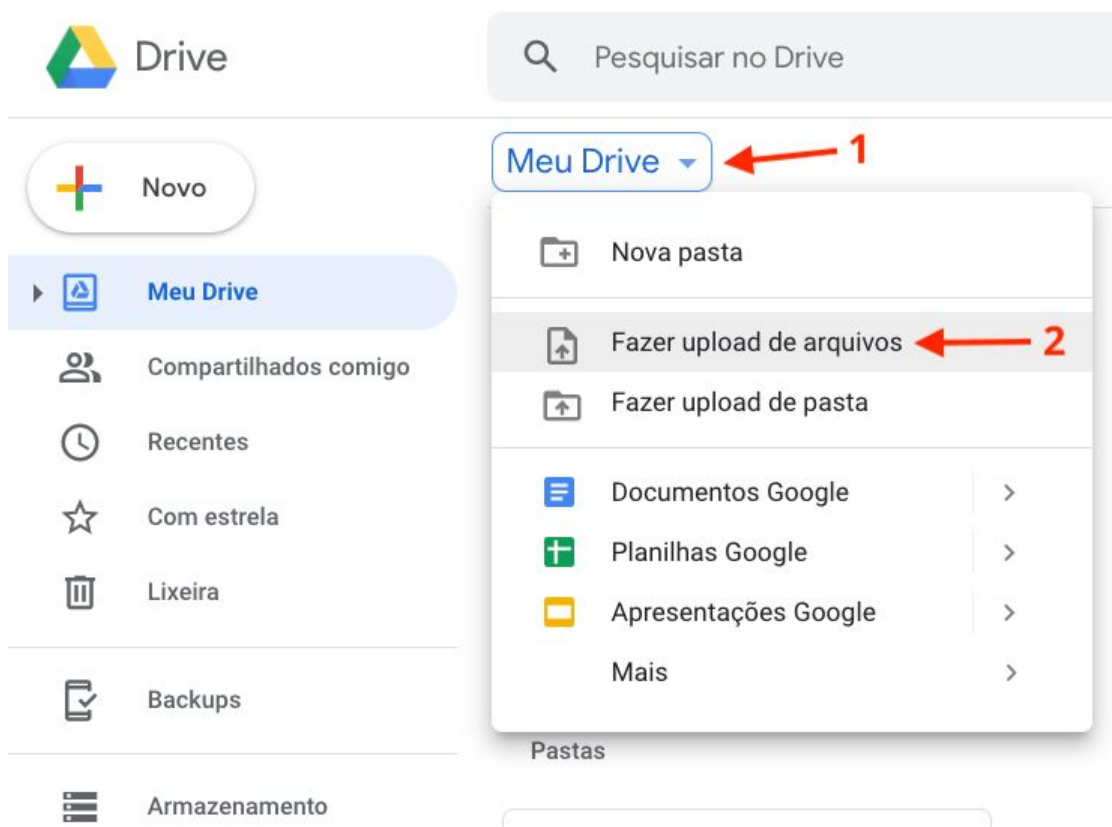 Drive
Pesquisar no Drive
Novo
Meu Drive
Compartilhados comigo
Recentes
Com estrela
Lixeira
Backups
Armazenamento
Meu Drive
1
Nova pasta
Fazer upload de arquivos
2
Fazer upload de pasta
Documentos Google
Planilhas Google
Apresentações Google
Mais
Pastas